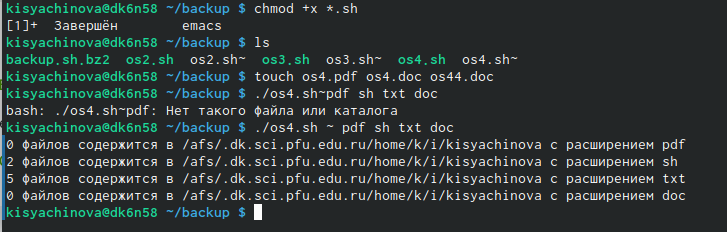 kisyachinova@dk6n58 ~/backup $ chmod +x *.sh
[1]+  Завершён        emacs
kisyachinova@dk6n58 ~/backup $ ls
backup.sh.bz2  os2.sh  os2.sh~  os3.sh  os3.sh~  os4.sh  os4.sh~
kisyachinova@dk6n58 ~/backup $ touch os4.pdf os4.doc os44.doc
kisyachinova@dk6n58 ~/backup $ ./os4.sh~pdf sh txt doc
bash: ./os4.sh~pdf: Нет такого файла или каталога
kisyachinova@dk6n58 ~/backup $ ./os4.sh ~ pdf sh txt doc
0 файлов содержится в /afs/.dk.sci.pfu.edu.ru/home/k/i/kisyachinova с расширением pdf
2 файлов содержится в /afs/.dk.sci.pfu.edu.ru/home/k/i/kisyachinova с расширением sh
5 файлов содержится в /afs/.dk.sci.pfu.edu.ru/home/k/i/kisyachinova с расширением txt
0 файлов содержится в /afs/.dk.sci.pfu.edu.ru/home/k/i/kisyachinova с расширением doc
kisyachinova@dk6n58 ~/backup $